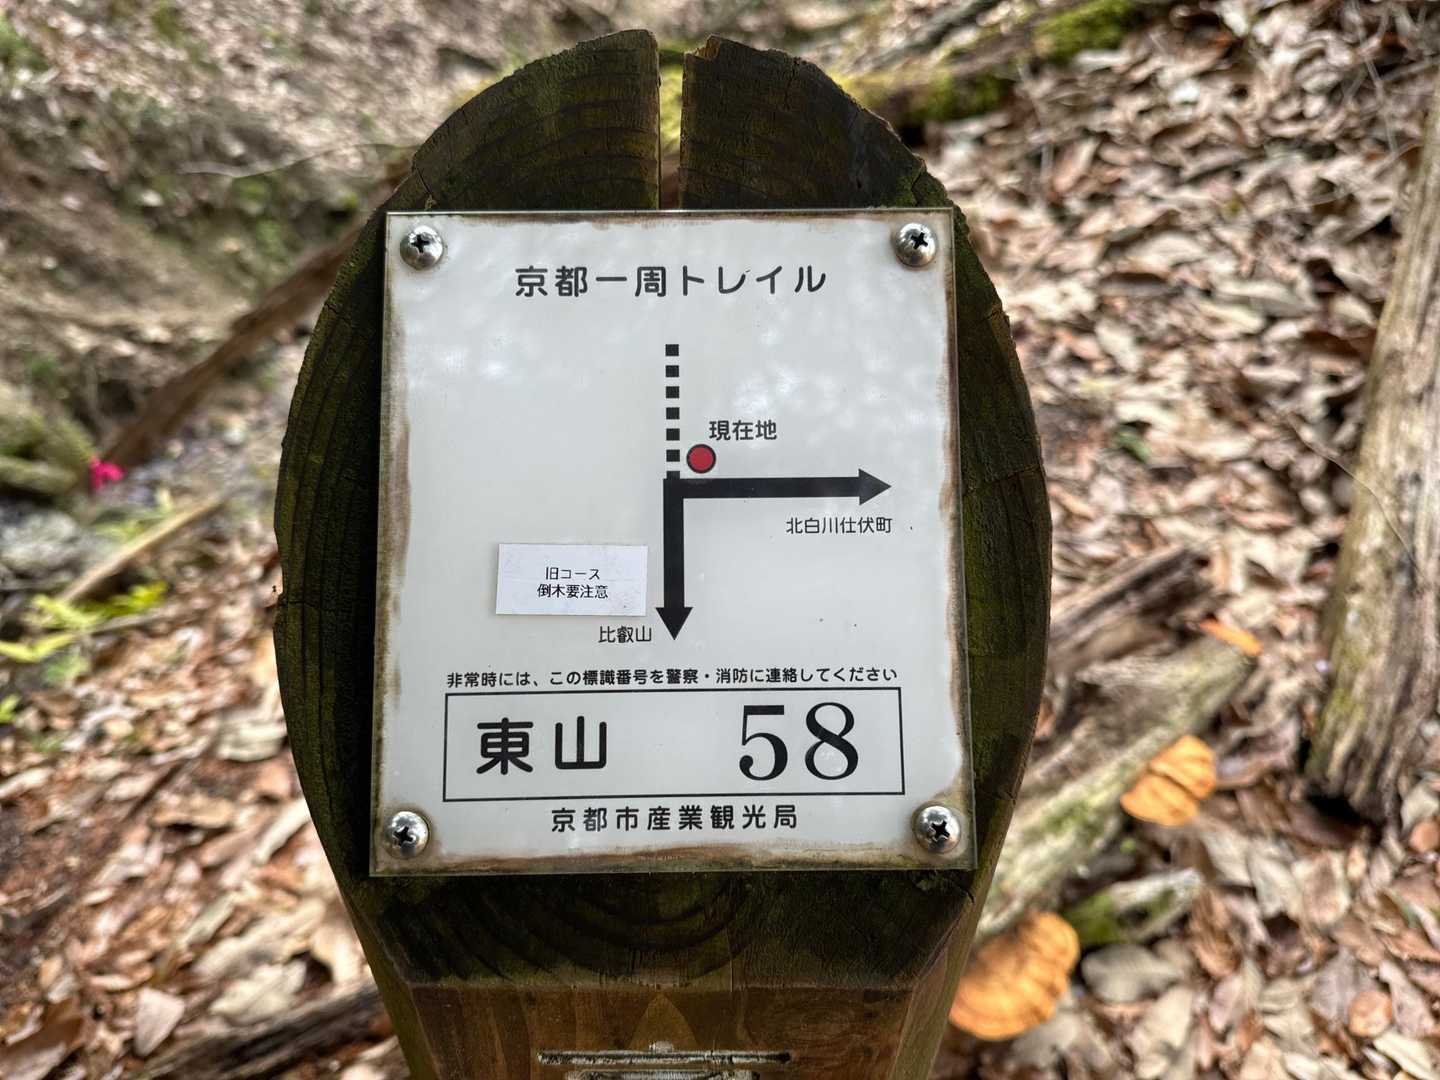 京都一周トレイル
現在地
北白川仕伏町
旧コース
倒木要注意
比叡山
非常時には、この標識番号を警察・消防に連絡してください
東山 58
京都市産業観光局